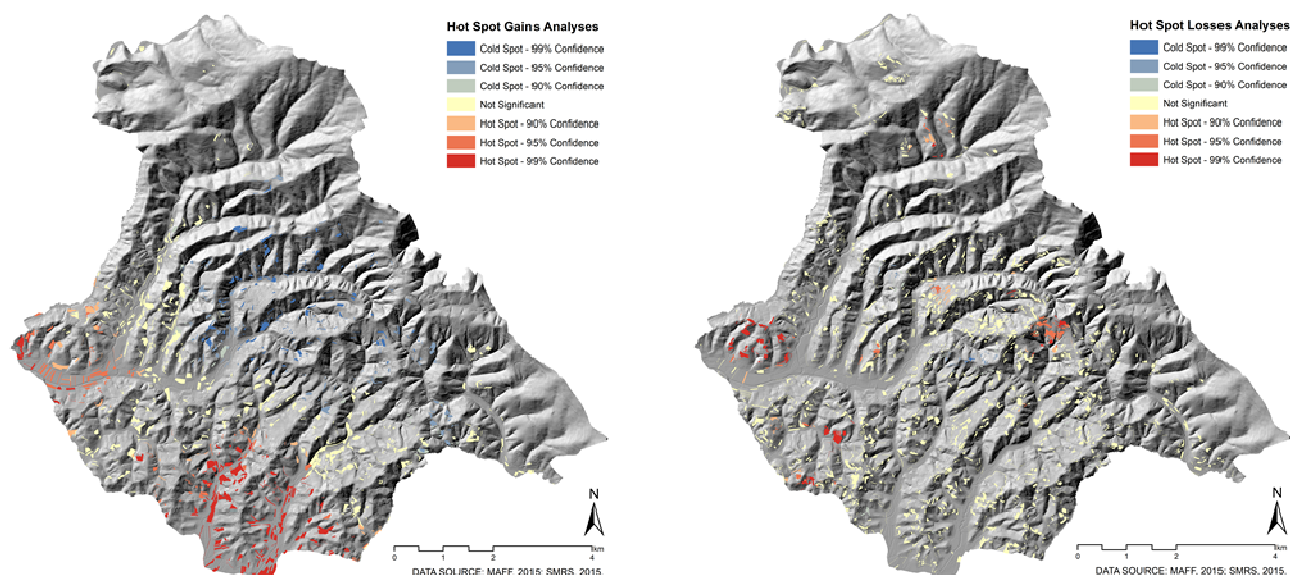 Hot Spot Gains Analyses
Cold Spot - 99% Confidence
Cold Spot - 95% Confidence
Cold Spot - 90% Confidence
Not Significant
Hot Spot - 90% Confidence
Hot Spot - 95% Confidence
Hot Spot - 99% Confidence
N
1km
0 1 2 4
DATA SOURCE: MAFF, 2015; SMRS, 2015.
Hot Spot Losses Analyses
Cold Spot - 99% Confidence
Cold Spot - 95% Confidence
Cold Spot - 90% Confidence
Not Significant
Hot Spot - 90% Confidence
Hot Spot - 95% Confidence
Hot Spot - 99% Confidence
N
1km
0 1 2 4
DATA SOURCE: MAFF, 2015; SMRS, 2015.